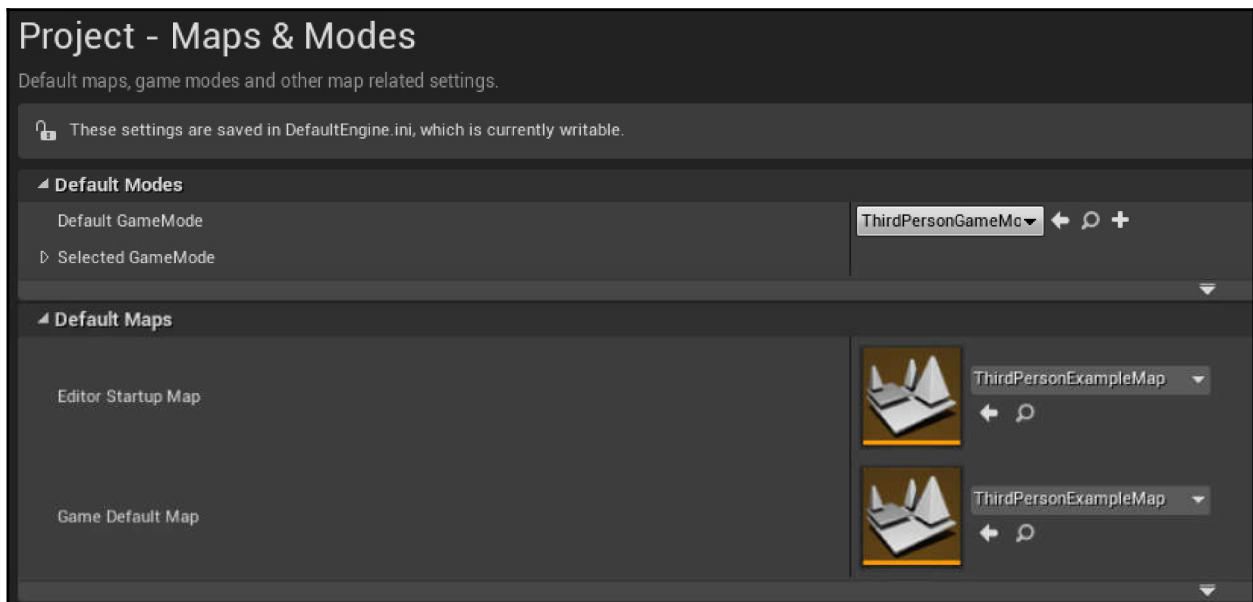 Project - Maps & Modes
Default maps, game modes and other map related settings.
These settings are saved in DefaultEngine.ini, which is currently writable.
Default Modes
Default GameMode ThirdPersonGameMo
Selected GameMode
Default Maps
Editor Startup Map ThirdPersonExampleMap
Game Default Map ThirdPersonExampleMap